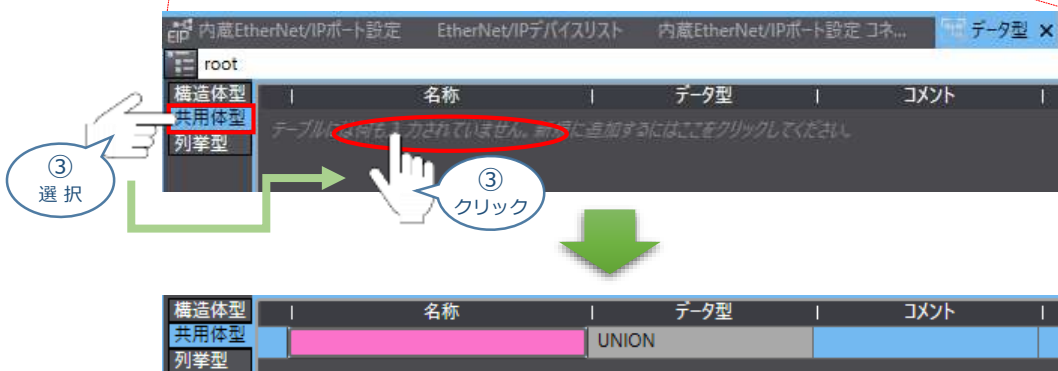 EIP 内蔵EtherNet/IPポート設定 EtherNet/IPデバイスリスト 内蔵EtherNet/IPポート設定 コネ... データ型 ×
root
構造体型 名称 データ型 コメント
共用体型
テーブルには何も入力されていません。新規に追加するにはここをクリックしてください。
列挙型
③
選 択
③
クリック
構造体型 名称 データ型 コメント
共用体型 UNION
列挙型